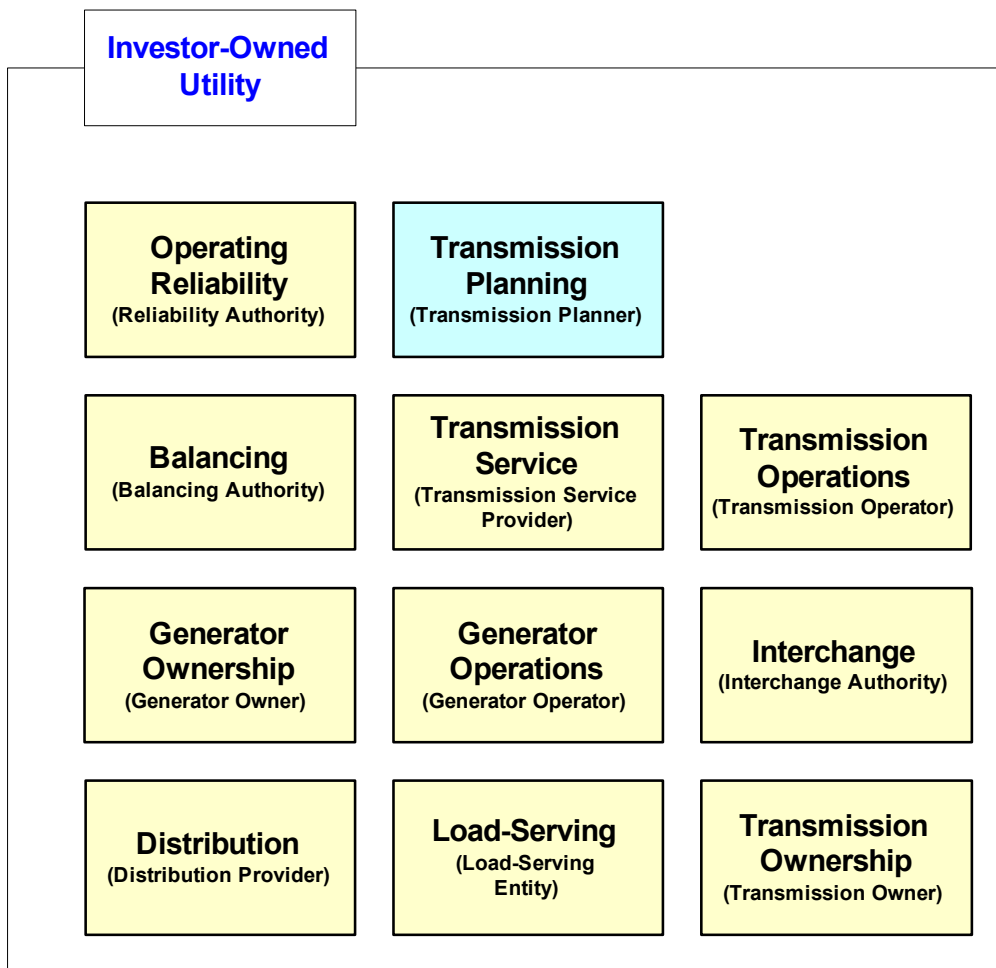 Investor-Owned
Utility
Operating
Reliability
(Reliability Authority)
Transmission
Planning
(Transmission Planner)
Balancing
(Balancing Authority)
Transmission
Service
(Transmission Service
Provider)
Transmission
Operations
(Transmission Operator)
Generator
Ownership
(Generator Owner)
Generator
Operations
(Generator Operator)
Interchange
(Interchange Authority)
Distribution
(Distribution Provider)
Load-Serving
(Load-Serving
Entity)
Transmission
Ownership
(Transmission Owner)